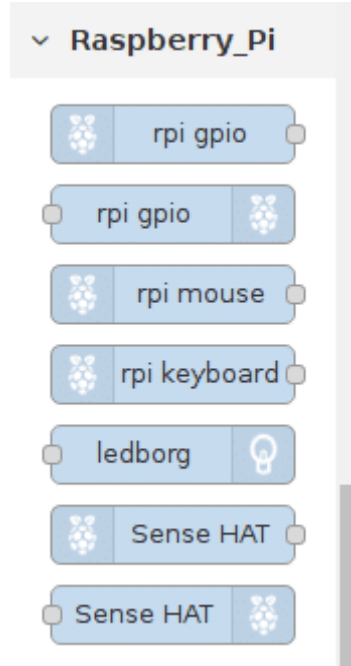 Raspberry_Pi
rpi gpio
rpi gpio
rpi mouse
rpi keyboard
ledborg
Sense HAT
Sense HAT